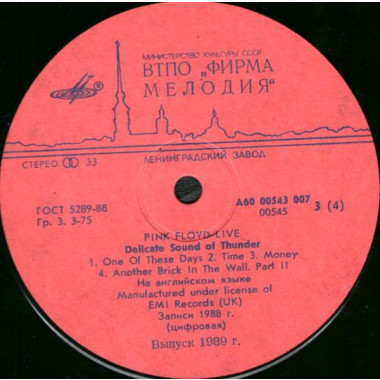 МИНИСТЕРСТВО КУЛЬТУРЫ СССР
ВТПО „ФИРМА
МЕЛОДИЯ“
СТЕРЕО 33
ЛЕНИНГРАДСКИЙ ЗАВОД
ГОСТ 5289-88
Гр. 3. 3-75
А60 00543 007
00545
3 (4)
PINK FLOYD LIVE
Delicate Sound of Thunder
1. One Of These Days 2. Time 3. Money
4. Another Brick In The Wall. Part II
На английском языке
Manufactured under license of
EMI Records (UK)
Записи 1988 г.
(цифровая)
Выпуск 1989 г.